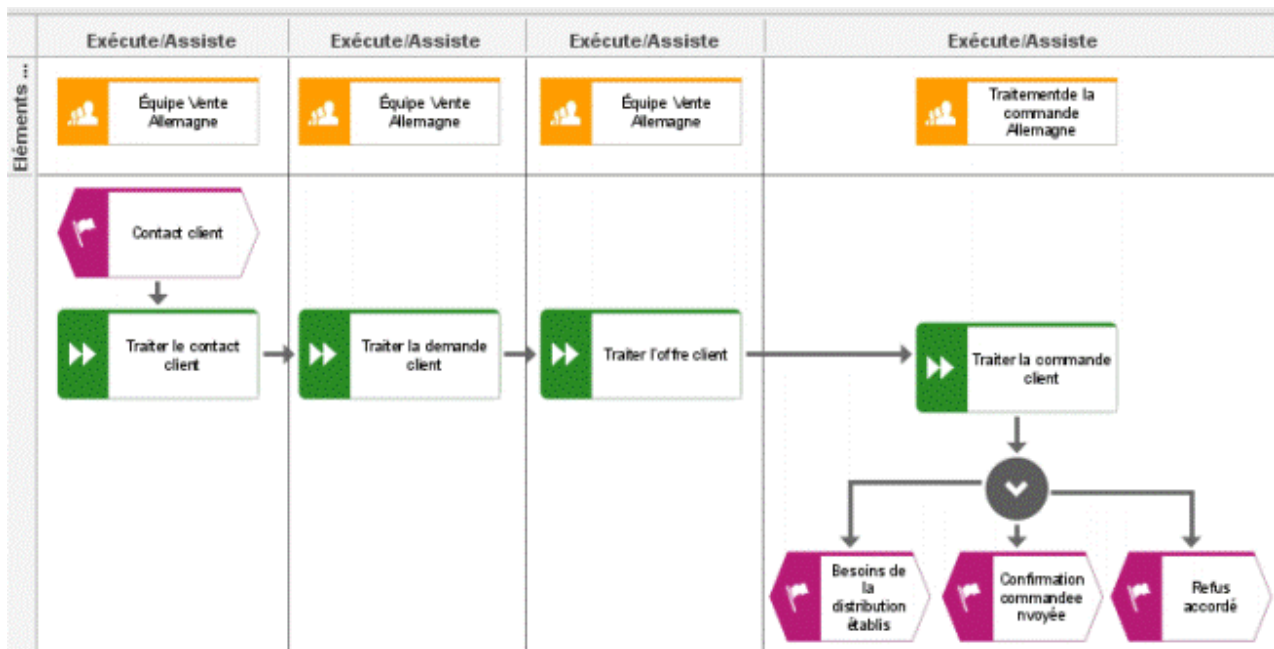 Exécute/Assiste
Exécute/Assiste
Exécute/Assiste
Exécute/Assiste
Eléments ...
Équipe Vente
Allemagne
Équipe Vente
Allemagne
Équipe Vente
Allemagne
Traitementde la
commande
Allemagne
Contact client
Traiter le contact
client
Traiter la demande
client
Traiter l'offre client
Traiter la commande
client
Besoins de
la
distribution
établis
Confirmation
commandee
nvoyée
Refus
accordé